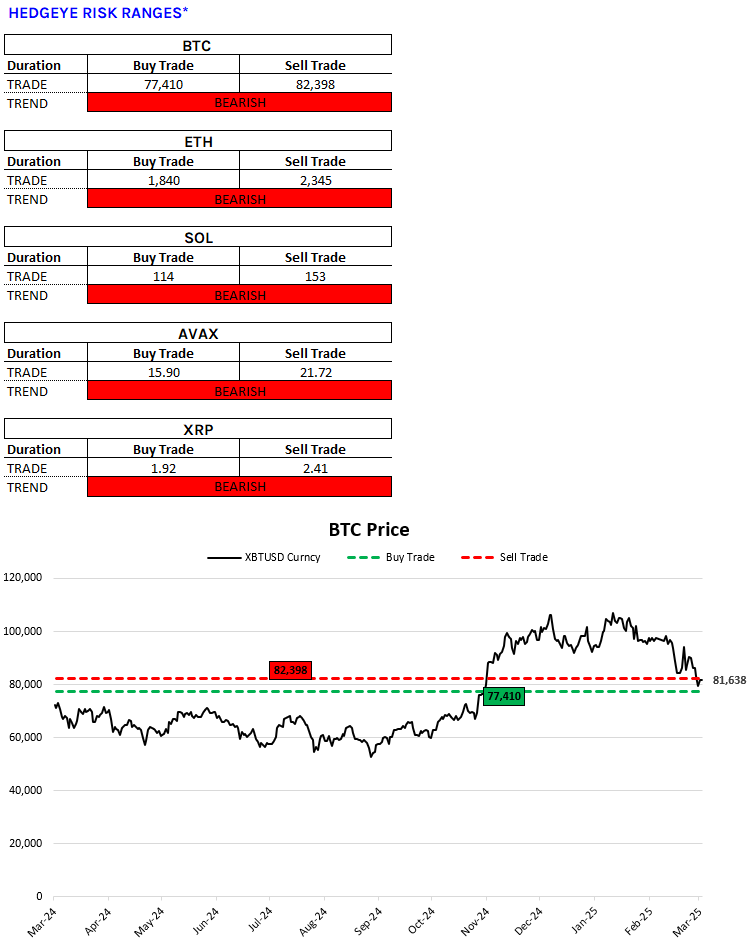 HEDGEYE RISK RANGES*
BTC
Duration Buy Trade Sell Trade
TRADE 77,410 82,398
TREND BEARISH
ETH
Duration Buy Trade Sell Trade
TRADE 1,840 2,345
TREND BEARISH
SOL
Duration Buy Trade Sell Trade
TRADE 114 153
TREND BEARISH
AVAX
Duration Buy Trade Sell Trade
TRADE 15.90 21.72
TREND BEARISH
XRP
Duration Buy Trade Sell Trade
TRADE 1.92 2.41
TREND BEARISH
BTC Price
XBTUSD Curncy Buy Trade Sell Trade
120,000
100,000
82,398
80,000
81,638
77,410
60,000
40,000
20,000
0
Mar-24 Apr-24 May-24 Jun-24 Jul-24 Aug-24 Sep-24 Oct-24 Nov-24 Dec-24 Jan-25 Feb-25 Mar-25